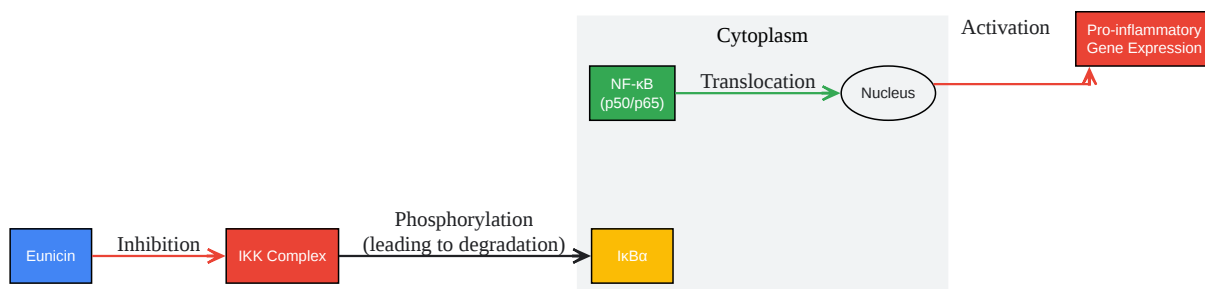 Cytoplasm
Activation
Pro-inflammatory
Gene Expression
NF-κB
(p50/p65)
Translocation
Nucleus
Eunicin
Inhibition
IKK Complex
Phosphorylation
(leading to degradation)
IκBα